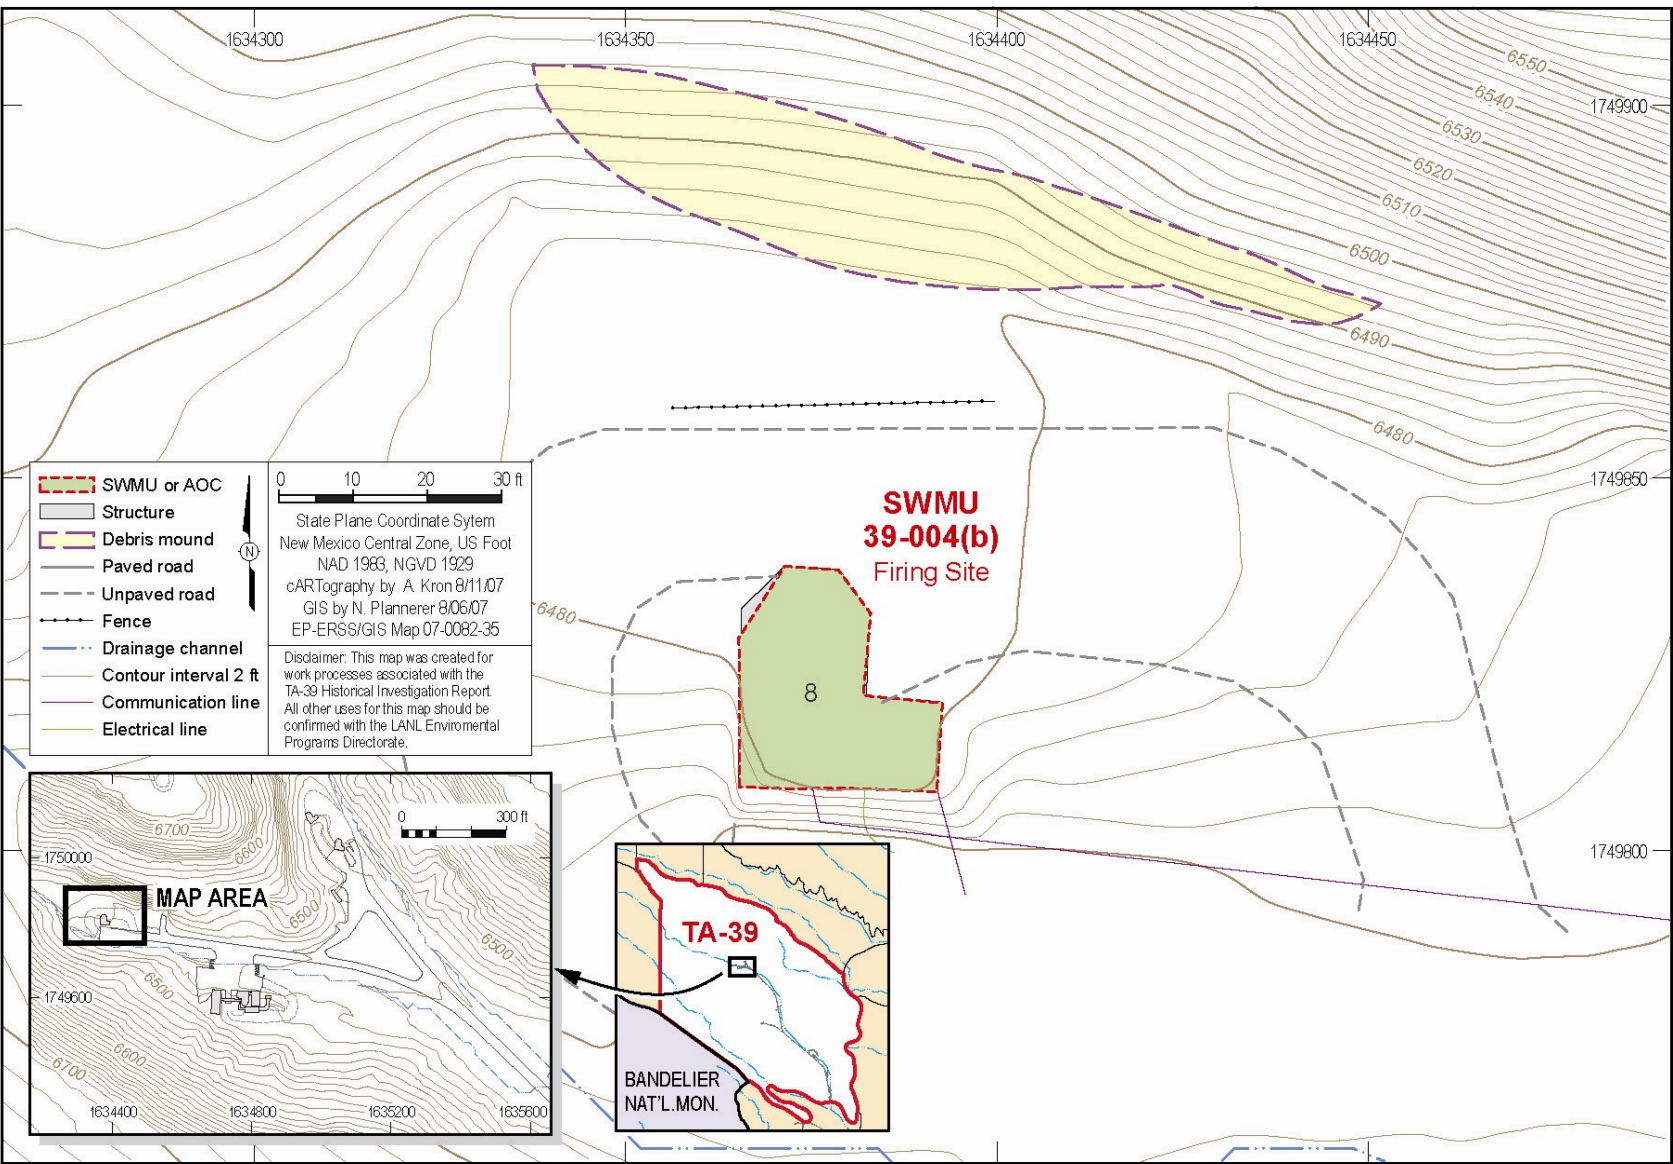 1634300
1634350
1634400
1634450
6550
6540
6530
6520
6510
6500
6490
6480
1749900
1749850
1749800
SWMU
39-004(b)
Firing Site
8
6480
SWMU or AOC
Structure
Debris mound
Paved road
Unpaved road
Fence
Drainage channel
Contour interval 2 ft
Communication line
Electrical line
N
0 10 20 30 ft
State Plane Coordinate Sytem
New Mexico Central Zone, US Foot
NAD 1983, NGVD 1929
cARTography by A. Kron 8/11/07
GIS by N. Plannerer 8/06/07
EP-ERSS/GIS Map 07-0082-35
Disclaimer: This map was created for
work processes associated with the
TA-39 Historical Investigation Report.
All other uses for this map should be
confirmed with the LANL Enviromental
Programs Directorate.
0 300 ft
6700
6600
1750000
MAP AREA
6500
6500
6500
1749600
6600
6700
1634400
1634800
1635200
1635600
TA-39
BANDELIER
NAT'L.MON.